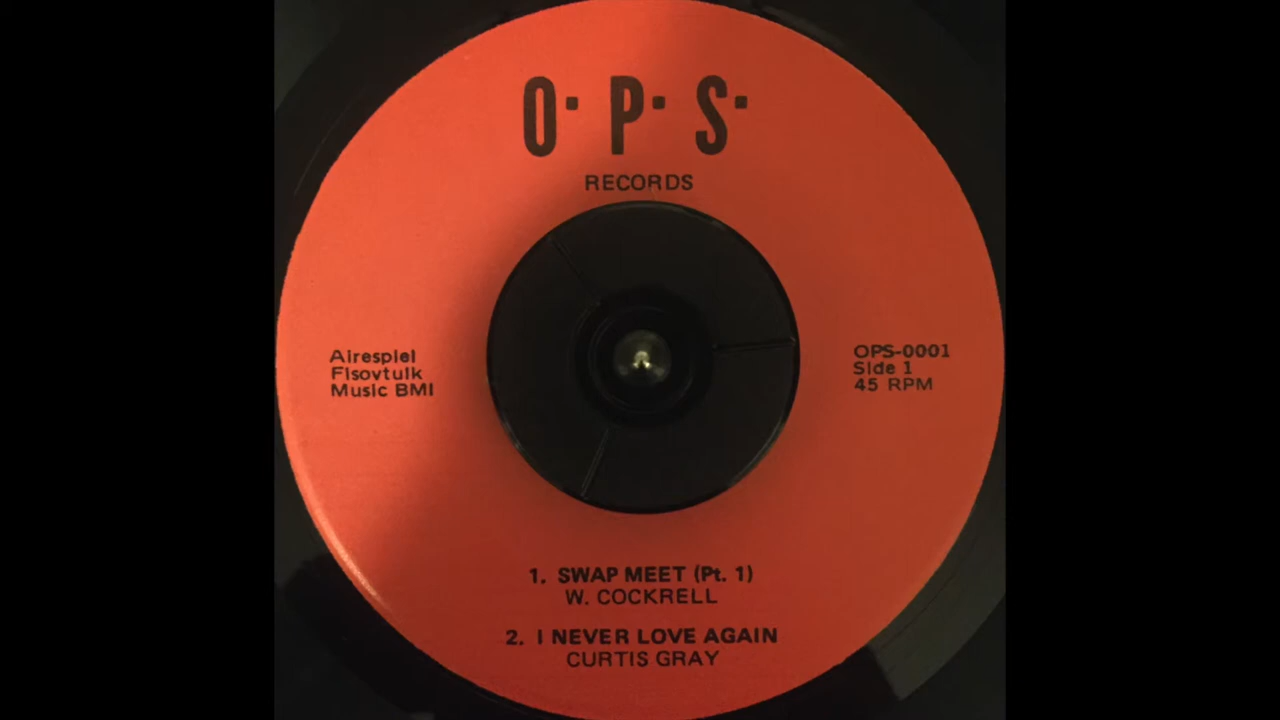 O. P. S.
RECORDS
Airespiel
Fisovtulk
Music BMI
OPS-0001
Side 1
45 RPM
1. SWAP MEET (Pt. 1)
W. COCKRELL
2. I NEVER LOVE AGAIN
CURTIS GRAY